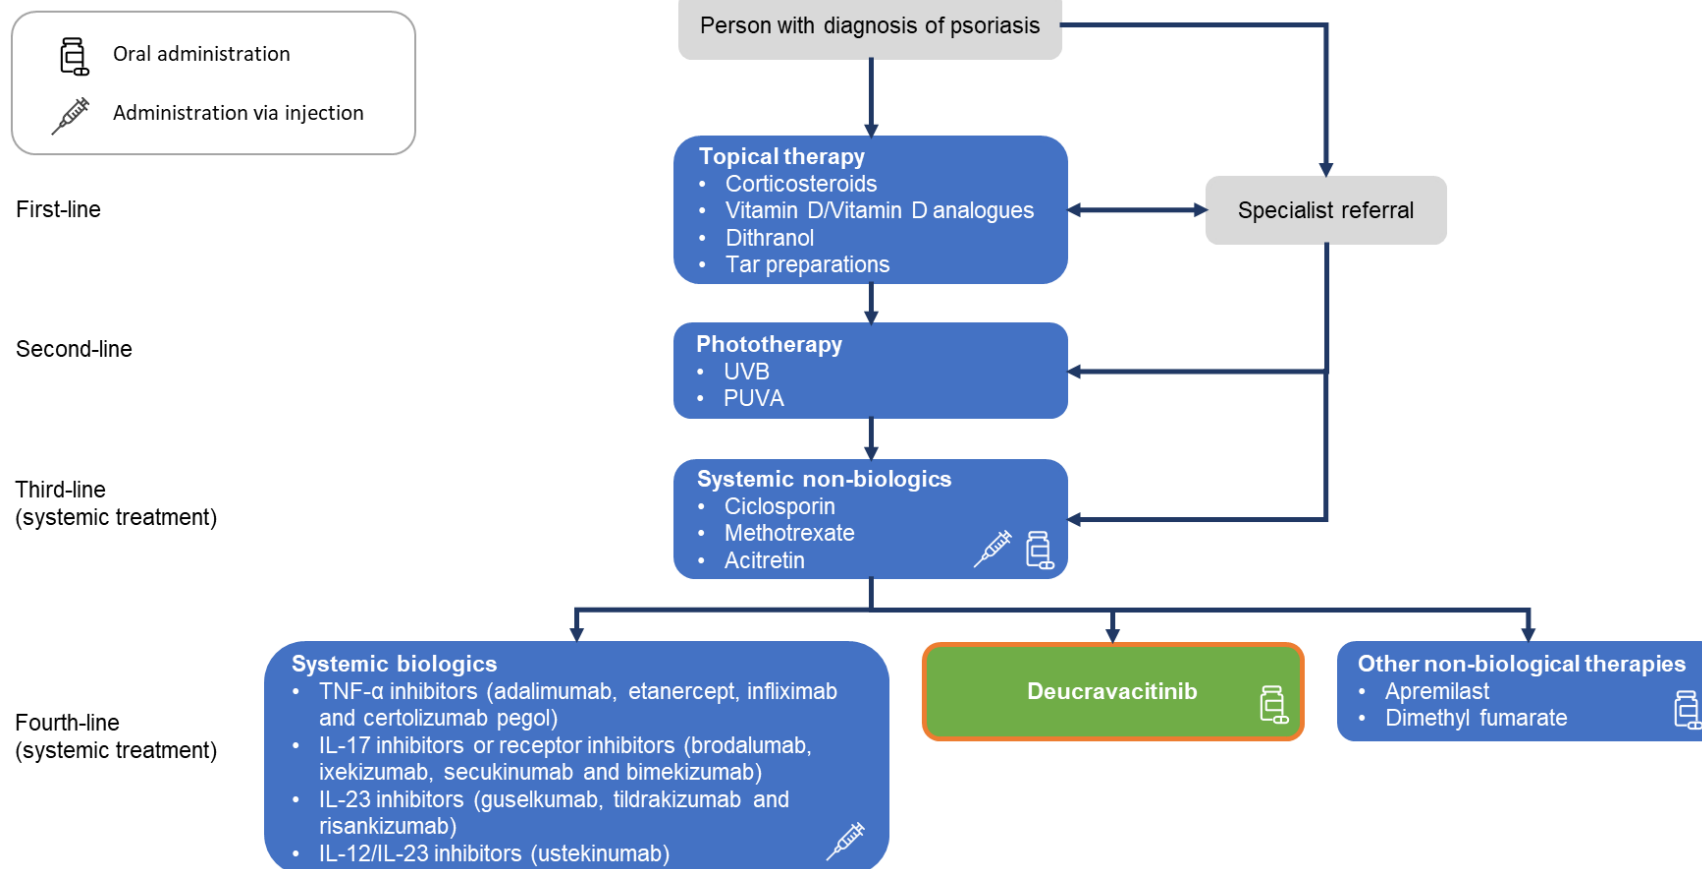 Oral administration
Administration via injection
Person with diagnosis of psoriasis
First-line
Topical therapy
• Corticosteroids
• Vitamin D/Vitamin D analogues
• Dithranol
• Tar preparations
Specialist referral
Second-line
Phototherapy
• UVB
• PUVA
Third-line
(systemic treatment)
Systemic non-biologics
• Ciclosporin
• Methotrexate
• Acitretin
Fourth-line
(systemic treatment)
Systemic biologics
• TNF-α inhibitors (adalimumab, etanercept, infliximab
and certolizumab pegol)
• IL-17 inhibitors or receptor inhibitors (brodalumab,
ixekizumab, secukinumab and bimekizumab)
• IL-23 inhibitors (guselkumab, tildrakizumab and
risankizumab)
• IL-12/IL-23 inhibitors (ustekinumab)
Deucravacitinib
Other non-biological therapies
• Apremilast
• Dimethyl fumarate